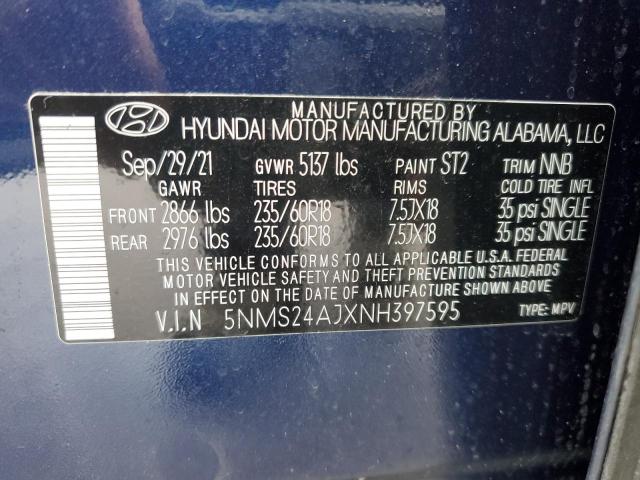 MANUFACTURED BY
HYUNDAI MOTOR MANUFACTURING ALABAMA, LLC
Sep/29/21 GVWR 5137 lbs PAINT ST2 TRIM NNB
GAWR TIRES RIMS COLD TIRE INFL
FRONT 2866 lbs 235/60R18 7.5JX18 35 psi SINGLE
REAR 2976 lbs 235/60R18 7.5JX18 35 psi SINGLE
THIS VEHICLE CONFORMS TO ALL APPLICABLE U.S.A. FEDERAL
MOTOR VEHICLE SAFETY AND THEFT PREVENTION STANDARDS
IN EFFECT ON THE DATE OF MANUFACTURE SHOWN ABOVE.
V.I.N 5NMS24AJXNH397595 TYPE: MPV